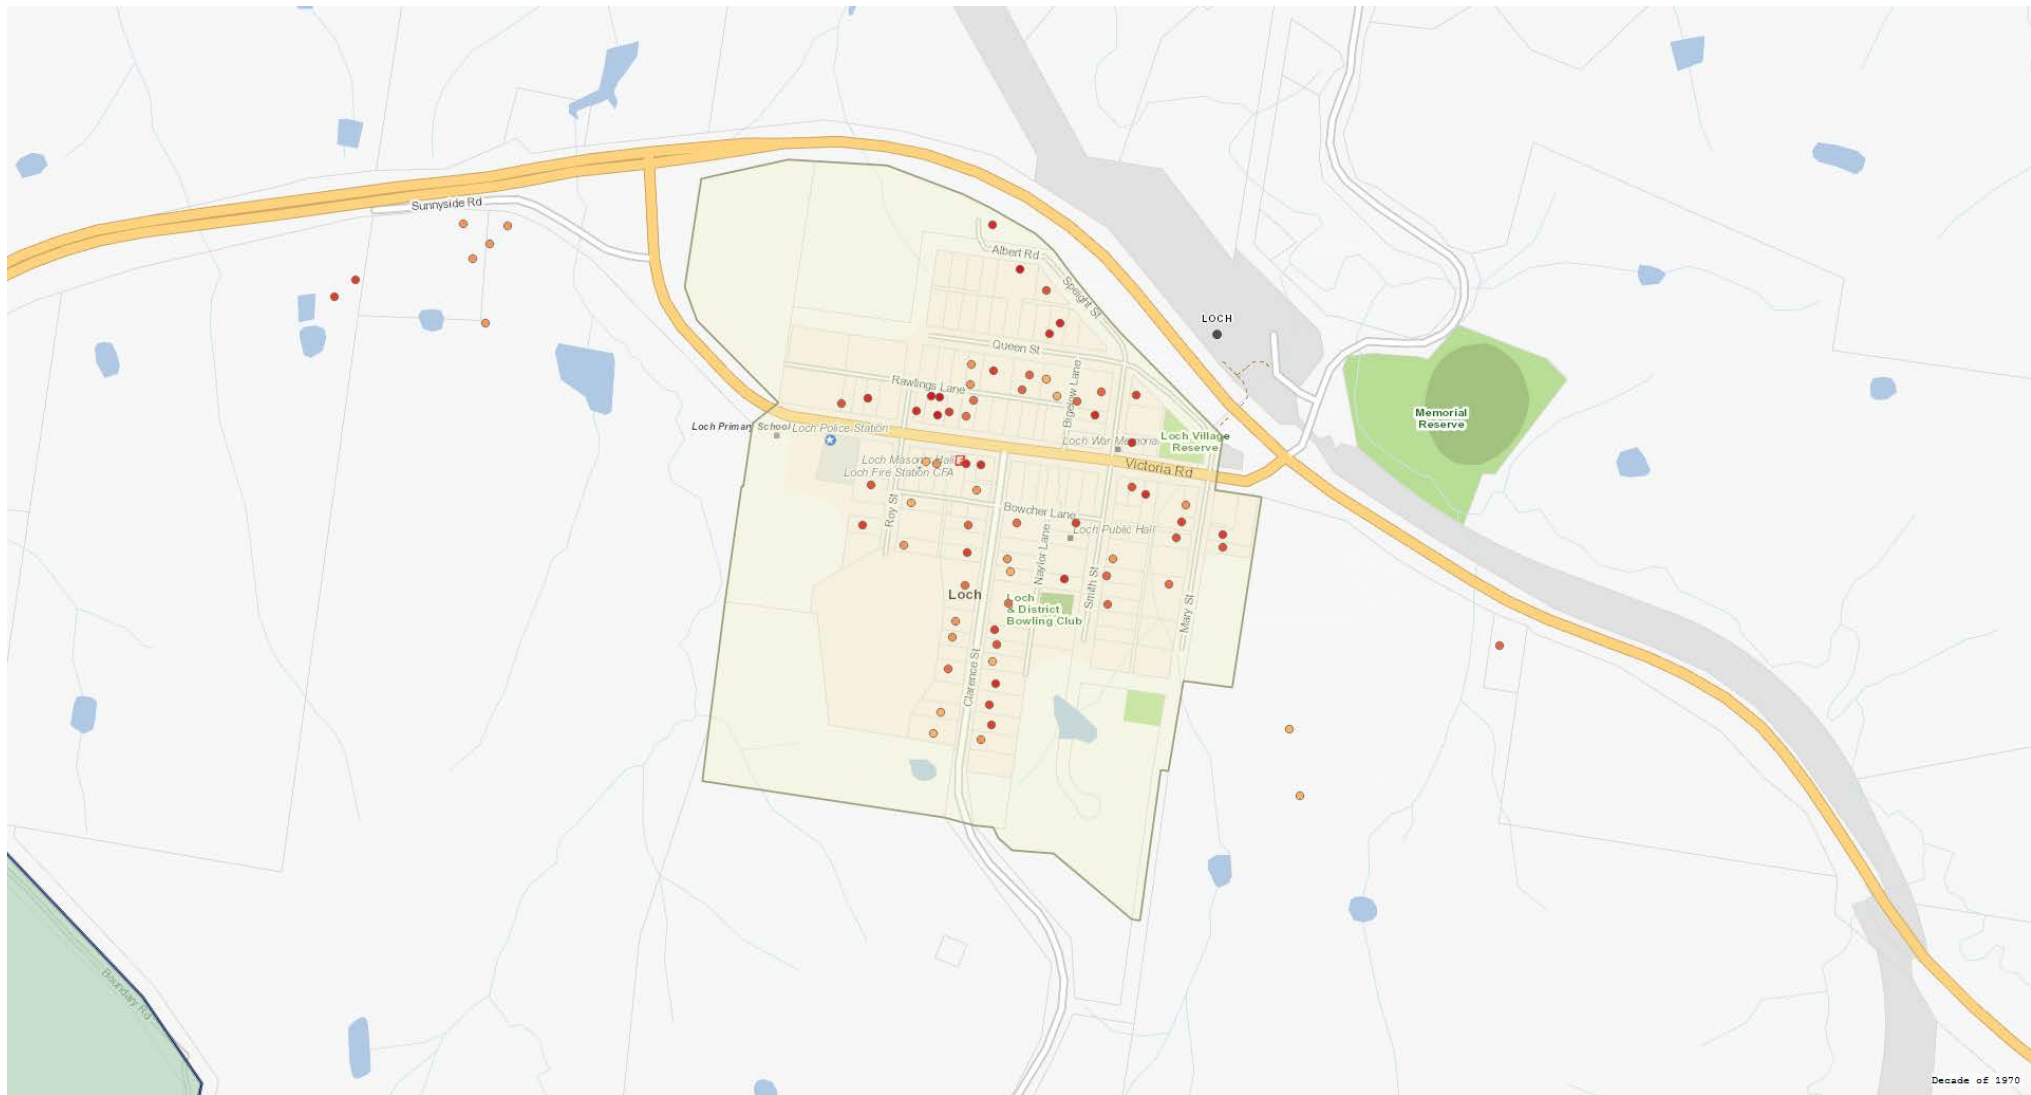 Sunnyside Rd
Albert Rd
Speight St
LOCH
Queen St
Rawlings Lane
Bigelow Lane
Memorial
Reserve
Loch Primary School
Loch Police Station
Loch War Memorial
Loch Village
Reserve
Loch Masonic Hall
F
Loch Fire Station CFA
Victoria Rd
Roy St
Bowcher Lane
Loch Public Hall
Naylor Lane
Smith St
Loch
Loch
& District
Bowling Club
Mary St
Clarence St
Boundary Rd
Decade of 1970